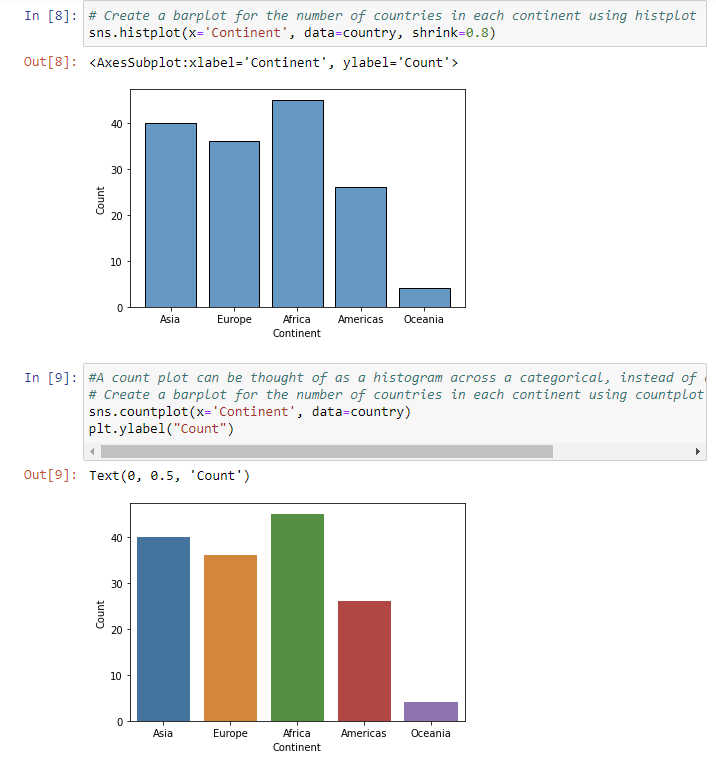 In [8]: # Create a barplot for the number of countries in each continent using histplot
sns.histplot(x='Continent', data=country, shrink=0.8)
Out[8]: <AxesSubplot:xlabel='Continent', ylabel='Count'>
40
30
20
10
0
Count
Asia Europe Africa Americas Oceania
Continent
In [9]: #A count plot can be thought of as a histogram across a categorical, instead of
# Create a barplot for the number of countries in each continent using countplot
sns.countplot(x='Continent', data=country)
plt.ylabel("Count")
Out[9]: Text(0, 0.5, 'Count')
40
30
20
10
0
Count
Asia Europe Africa Americas Oceania
Continent